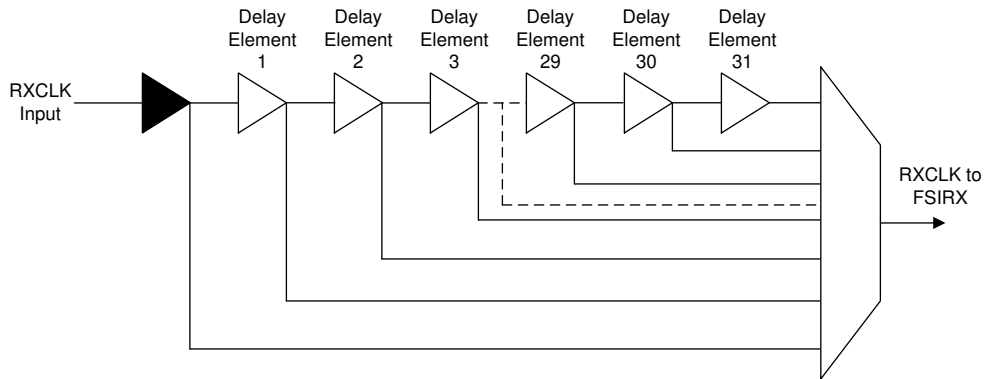 Delay
Element
1
Delay
Element
2
Delay
Element
3
Delay
Element
29
Delay
Element
30
Delay
Element
31
RXCLK
Input
RXCLK to
FSIRX